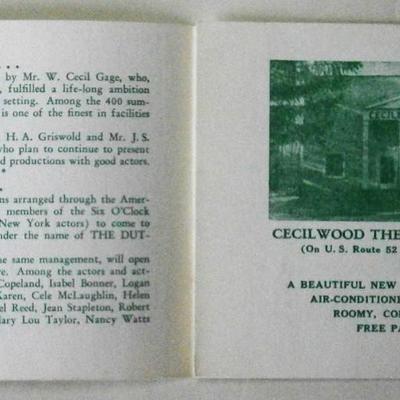 by Mr. W. Cecil Gage, who,
, fulfilled a life-long ambition
setting. Among the 400 sum-
is one of the finest in facilities
H. A. Griswold and Mr. J. S.
who plan to continue to present
d productions with good actors.
*
ns arranged through the Amer-
members of the Six O'Clock
New York actors) to come to
under the name of THE DUT-
he same management, will open
re. Among the actors and act-
Copeland, Isabel Bonner, Logan
Karen, Cele McLaughlin, Helen
el Reed, Jean Stapleton, Robert
ary Lou Taylor, Nancy Watts
CECIL
CECILWOOD THE
(On U. S. Route 52
A BEAUTIFUL NEW
AIR-CONDITIONE
ROOMY, CO
FREE PA